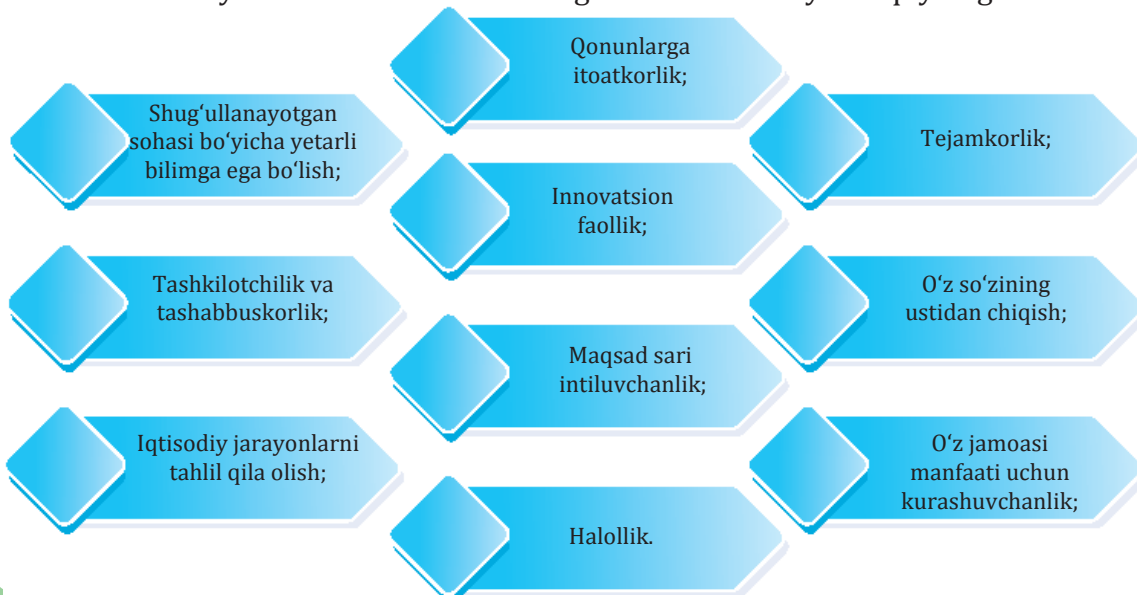 Qonunlarga
itoatkorlik;
Shug‘ullanayotgan
sohasi bo‘yicha yetarli
bilimga ega bo‘lish;
Tejamkorlik;
Innovatsion
faollik;
Tashkilotchilik va
tashabbuskorlik;
O‘z so‘zining
ustidan chiqish;
Maqsad sari
intiluvchanlik;
Iqtisodiy jarayonlarni
tahlil qila olish;
O‘z jamoasi
manfaati uchun
kurashuvchanlik;
Halollik.